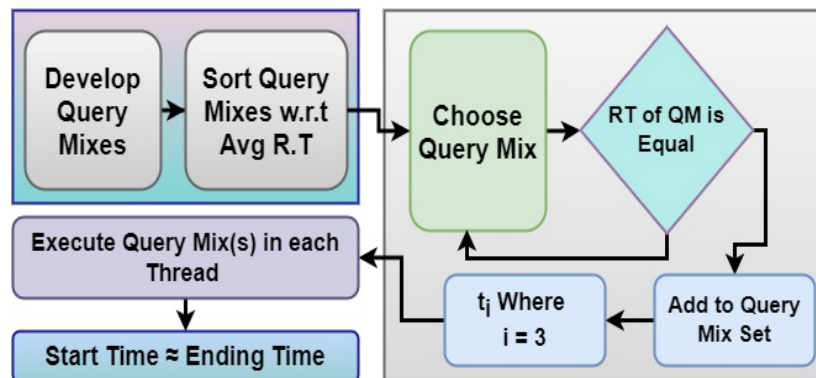 Develop
Query
Mixes
Sort Query
Mixes w.r.t
Avg R.T
Choose
Query Mix
RT of QM is
Equal
Add to Query
Mix Set
ti Where
i = 3
Execute Query Mix(s) in each
Thread
Start Time ≈ Ending Time